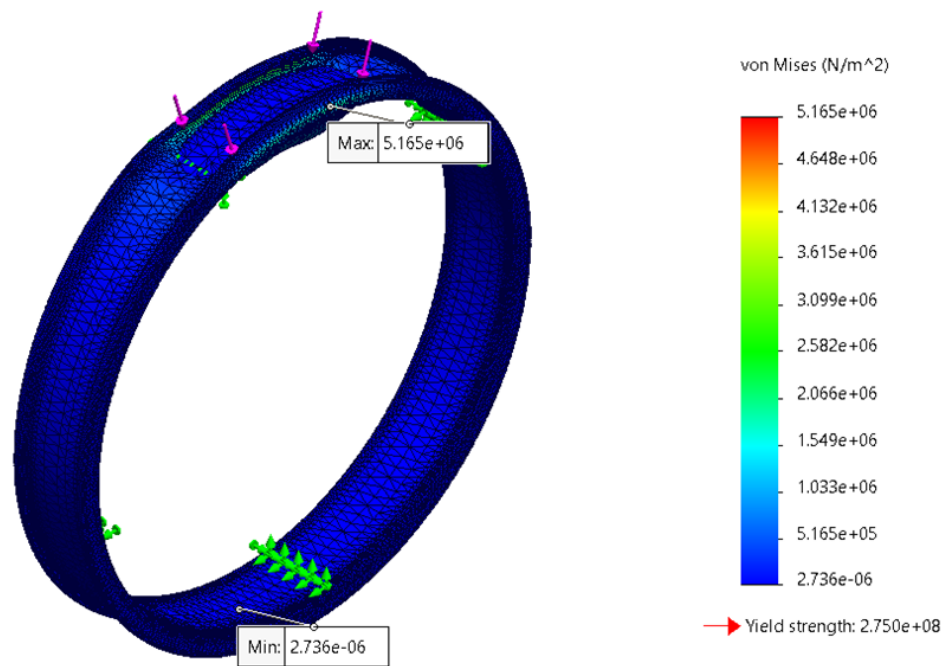 von Mises (N/m^2)
5.165e+06
4.648e+06
4.132e+06
3.615e+06
3.099e+06
2.582e+06
2.066e+06
1.549e+06
1.033e+06
5.165e+05
2.736e-06
Yield strength: 2.750e+08
Max: 5.165e+06
Min: 2.736e-06